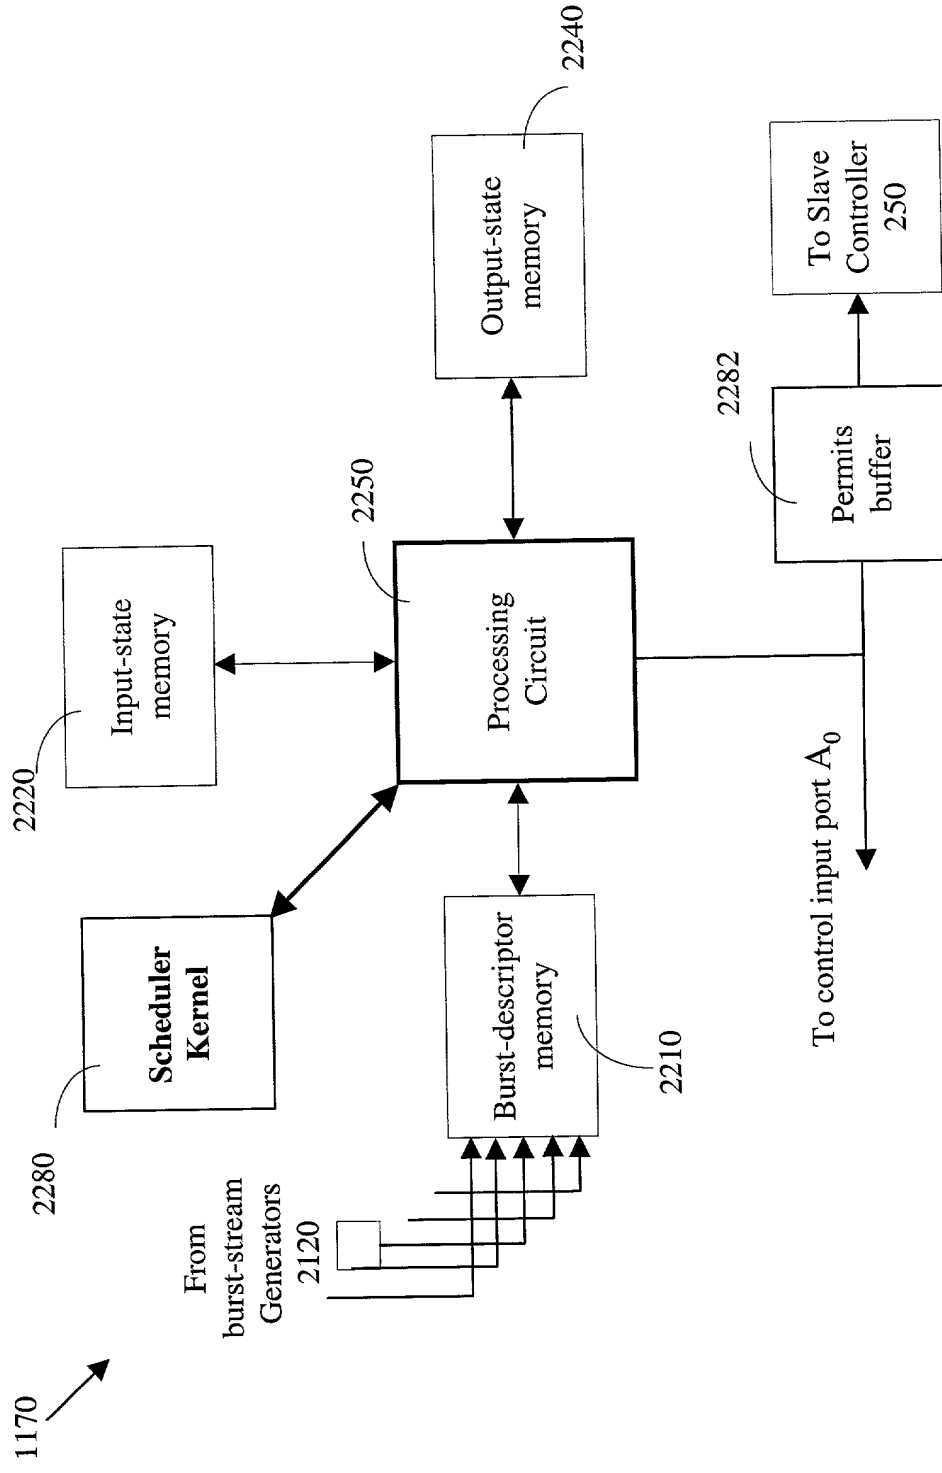 1170
2280
Scheduler
Kernel
2220
Input-state
memory
From
burst-stream
Generators
2120
Burst-descriptor
memory
2210
Processing
Circuit
2250
Output-state
memory
2240
To control input port A0
Permits
buffer
2282
To Slave
Controller
250